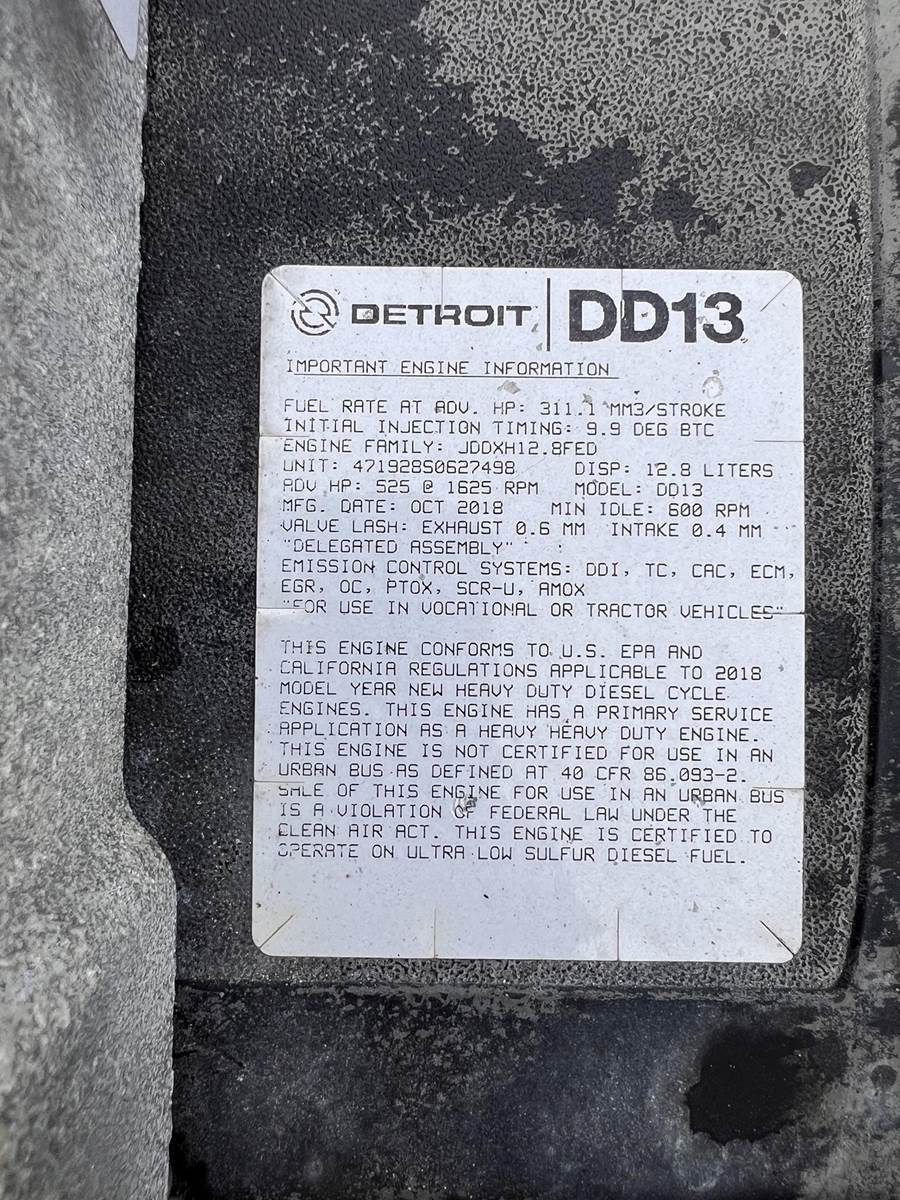 DETROIT DD13
IMPORTANT ENGINE INFORMATION
FUEL RATE AT ADV. HP: 311.1 MM3/STROKE
INITIAL INJECTION TIMING: 9.9 DEG BTC
ENGINE FAMILY: JDDXH12.8FED
UNIT: 471928S0627498 DISP: 12.8 LITERS
ADV HP: 525 @ 1625 RPM MODEL: DD13
MFG. DATE: OCT 2018 MIN IDLE: 600 RPM
VALVE LASH: EXHAUST 0.6 MM INTAKE 0.4 MM
"DELEGATED ASSEMBLY"
EMISSION CONTROL SYSTEMS: DDI, TC, CAC, ECM,
EGR, OC, PTOX, SCR-U, AMOX
"FOR USE IN VOCATIONAL OR TRACTOR VEHICLES"
THIS ENGINE CONFORMS TO U.S. EPA AND
CALIFORNIA REGULATIONS APPLICABLE TO 2018
MODEL YEAR NEW HEAVY DUTY DIESEL CYCLE
ENGINES. THIS ENGINE HAS A PRIMARY SERVICE
APPLICATION AS A HEAVY HEAVY DUTY ENGINE.
THIS ENGINE IS NOT CERTIFIED FOR USE IN AN
URBAN BUS AS DEFINED AT 40 CFR 86.093-2.
SALE OF THIS ENGINE FOR USE IN AN URBAN BUS
IS A VIOLATION OF FEDERAL LAW UNDER THE
CLEAN AIR ACT. THIS ENGINE IS CERTIFIED TO
OPERATE ON ULTRA LOW SULFUR DIESEL FUEL.